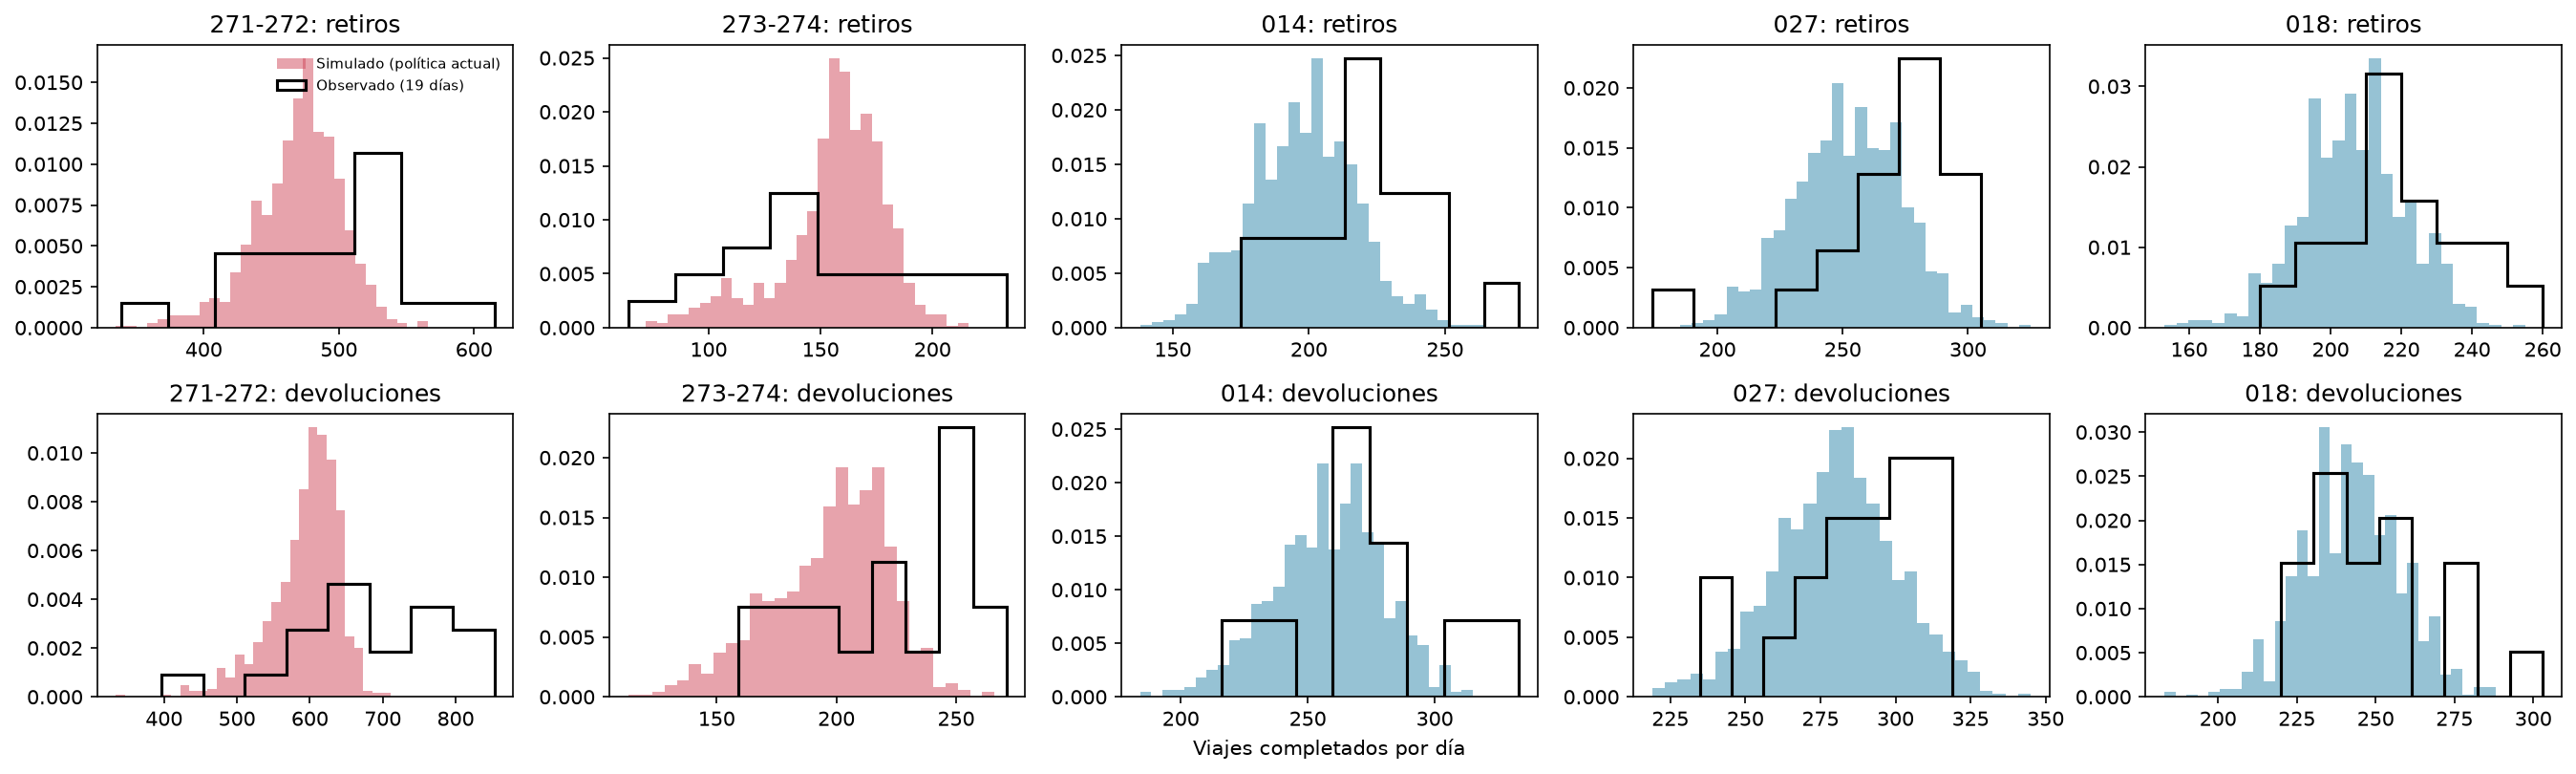 271-272: retiros
273-274: retiros
014: retiros
027: retiros
018: retiros
Simulado (política actual)
Observado (19 días)
0.0150
0.0125
0.0100
0.0075
0.0050
0.0025
0.0000
400 500 600
0.025
0.020
0.015
0.010
0.005
0.000
100 150 200
0.025
0.020
0.015
0.010
0.005
0.000
150 200 250
0.020
0.015
0.010
0.005
0.000
200 250 300
0.03
0.02
0.01
0.00
160 180 200 220 240 260
271-272: devoluciones
273-274: devoluciones
014: devoluciones
027: devoluciones
018: devoluciones
0.010
0.008
0.006
0.004
0.002
0.000
400 500 600 700 800
0.020
0.015
0.010
0.005
0.000
150 200 250
0.025
0.020
0.015
0.010
0.005
0.000
200 250 300
Viajes completados por día
0.020
0.015
0.010
0.005
0.000
225 250 275 300 325 350
0.030
0.025
0.020
0.015
0.010
0.005
0.000
200 225 250 275 300